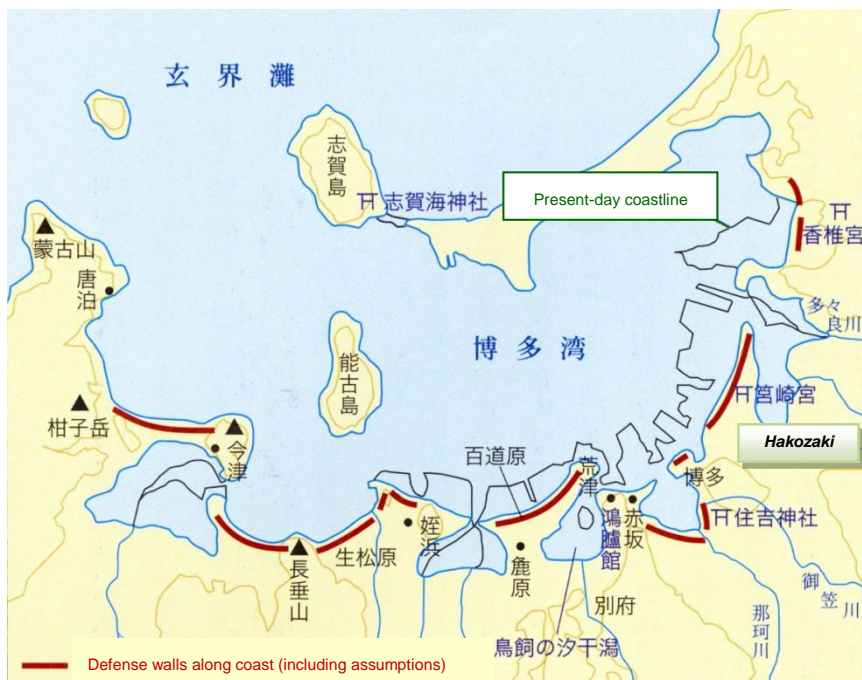 玄界灘
志賀島
志賀海神社
Present-day coastline
香椎宮
蒙古山
唐泊
多々良川
能古島
博多湾
筥崎宮
柑子岳
今津
百道原
荒津
Hakozaki
博多
姪浜
鴻臚館
赤坂
住吉神社
生松原
長垂山
麁原
別府
御笠川
那珂川
鳥飼の汐干潟
Defense walls along coast (including assumptions)